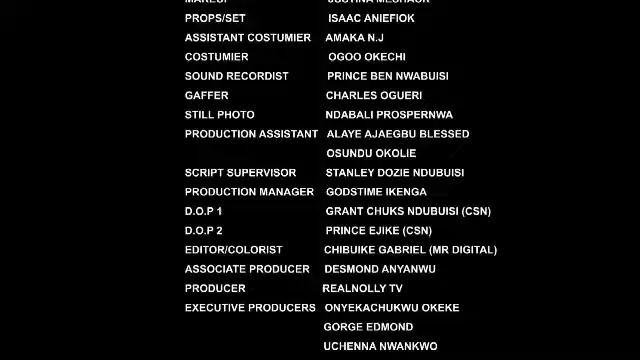 MAKEUP JUSTINA MESHACK
PROPS/SET ISAAC ANIEFIOK
ASSISTANT COSTUMIER AMAKA N.J
COSTUMIER OGOO OKECHI
SOUND RECORDIST PRINCE BEN NWABUISI
GAFFER CHARLES OGUERI
STILL PHOTO NDABALI PROSPERNWA
PRODUCTION ASSISTANT ALAYE AJAEGBU BLESSED
OSUNDU OKOLIE
SCRIPT SUPERVISOR STANLEY DOZIE NDUBUISI
PRODUCTION MANAGER GODSTIME IKENGA
D.O.P 1 GRANT CHUKS NDUBUISI (CSN)
D.O.P 2 PRINCE EJIKE (CSN)
EDITOR/COLORIST CHIBUIKE GABRIEL (MR DIGITAL)
ASSOCIATE PRODUCER DESMOND ANYANWU
PRODUCER REALNOLLY TV
EXECUTIVE PRODUCERS ONYEKACHUKWU OKEKE
GORGE EDMOND
UCHENNA NWANKWO